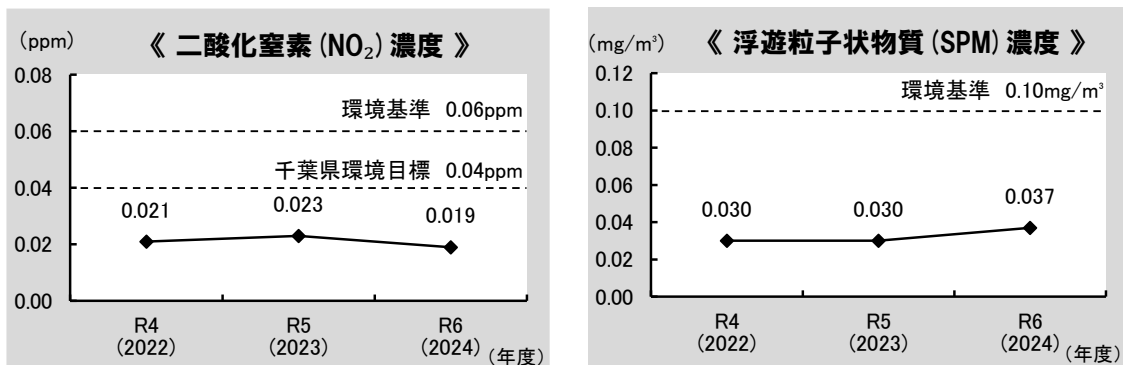 (ppm)
《 二酸化窒素(NO₂)濃度 》
0.08
0.06
0.04
0.02
0.00
環境基準 0.06ppm
千葉県環境目標 0.04ppm
0.021
0.023
0.019
R4
(2022)
R5
(2023)
R6
(2024)
(年度)
(mg/m³)
《 浮遊粒子状物質(SPM)濃度 》
0.12
0.10
0.08
0.06
0.04
0.02
0.00
環境基準 0.10mg/m³
0.030
0.030
0.037
R4
(2022)
R5
(2023)
R6
(2024)
(年度)